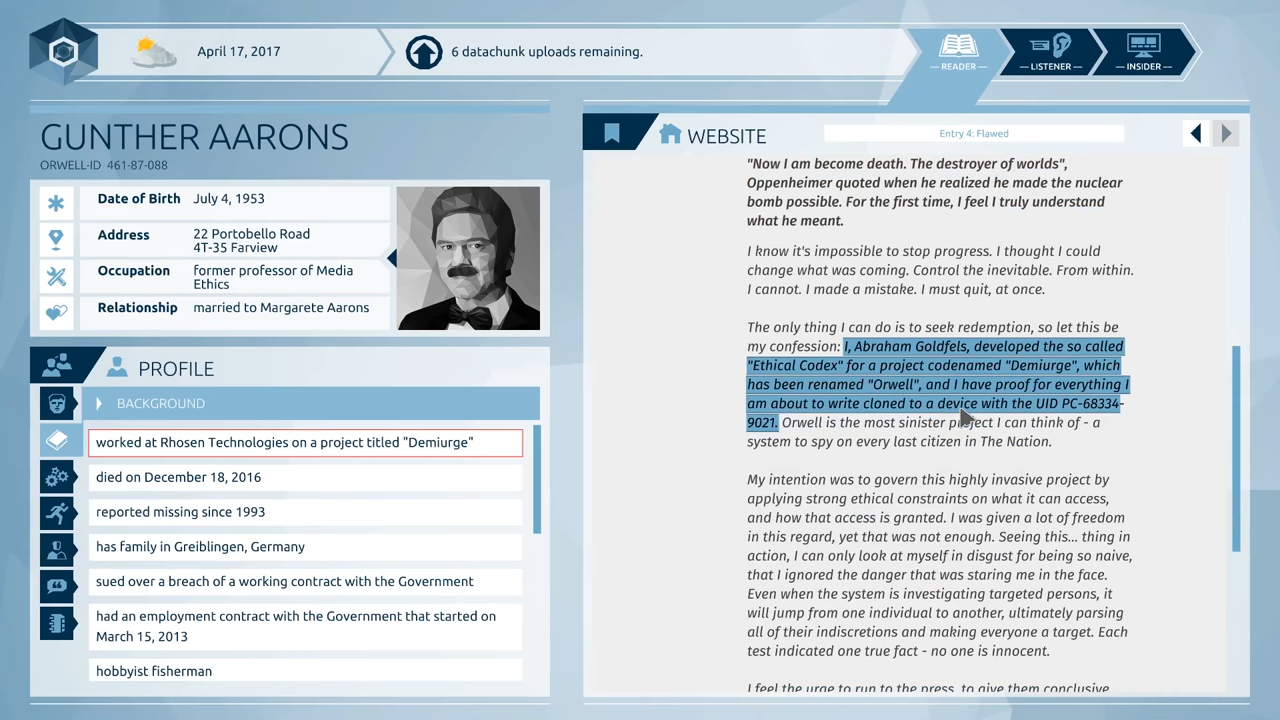 April 17, 2017
6 datachunk uploads remaining.
— READER —
— LISTENER —
— INSIDER —
GUNTHER AARONS
ORWELL-ID 461-87-088
Date of Birth July 4, 1953
Address 22 Portobello Road
4T-35 Farview
Occupation former professor of Media
Ethics
Relationship married to Margarete Aarons
PROFILE
BACKGROUND
worked at Rhosen Technologies on a project titled "Demiurge"
died on December 18, 2016
reported missing since 1993
has family in Greiblingen, Germany
sued over a breach of a working contract with the Government
had an employment contract with the Government that started on
March 15, 2013
hobbyist fisherman
WEBSITE
Entry 4: Flawed
"Now I am become death. The destroyer of worlds",
Oppenheimer quoted when he realized he made the nuclear
bomb possible. For the first time, I feel I truly understand
what he meant.
I know it's impossible to stop progress. I thought I could
change what was coming. Control the inevitable. From within.
I cannot. I made a mistake. I must quit, at once.
The only thing I can do is to seek redemption, so let this be
my confession: I, Abraham Goldfels, developed the so called
"Ethical Codex" for a project codenamed "Demiurge", which
has been renamed "Orwell", and I have proof for everything I
am about to write cloned to a device with the UID PC-68334-
9021. Orwell is the most sinister project I can think of - a
system to spy on every last citizen in The Nation.
My intention was to govern this highly invasive project by
applying strong ethical constraints on what it can access,
and how that access is granted. I was given a lot of freedom
in this regard, yet that was not enough. Seeing this... thing in
action, I can only look at myself in disgust for being so naive,
that I ignored the danger that was staring me in the face.
Even when the system is investigating targeted persons, it
will jump from one individual to another, ultimately parsing
all of their indiscretions and making everyone a target. Each
test indicated one true fact - no one is innocent.
I feel the urge to run to the press, to give them conclusive